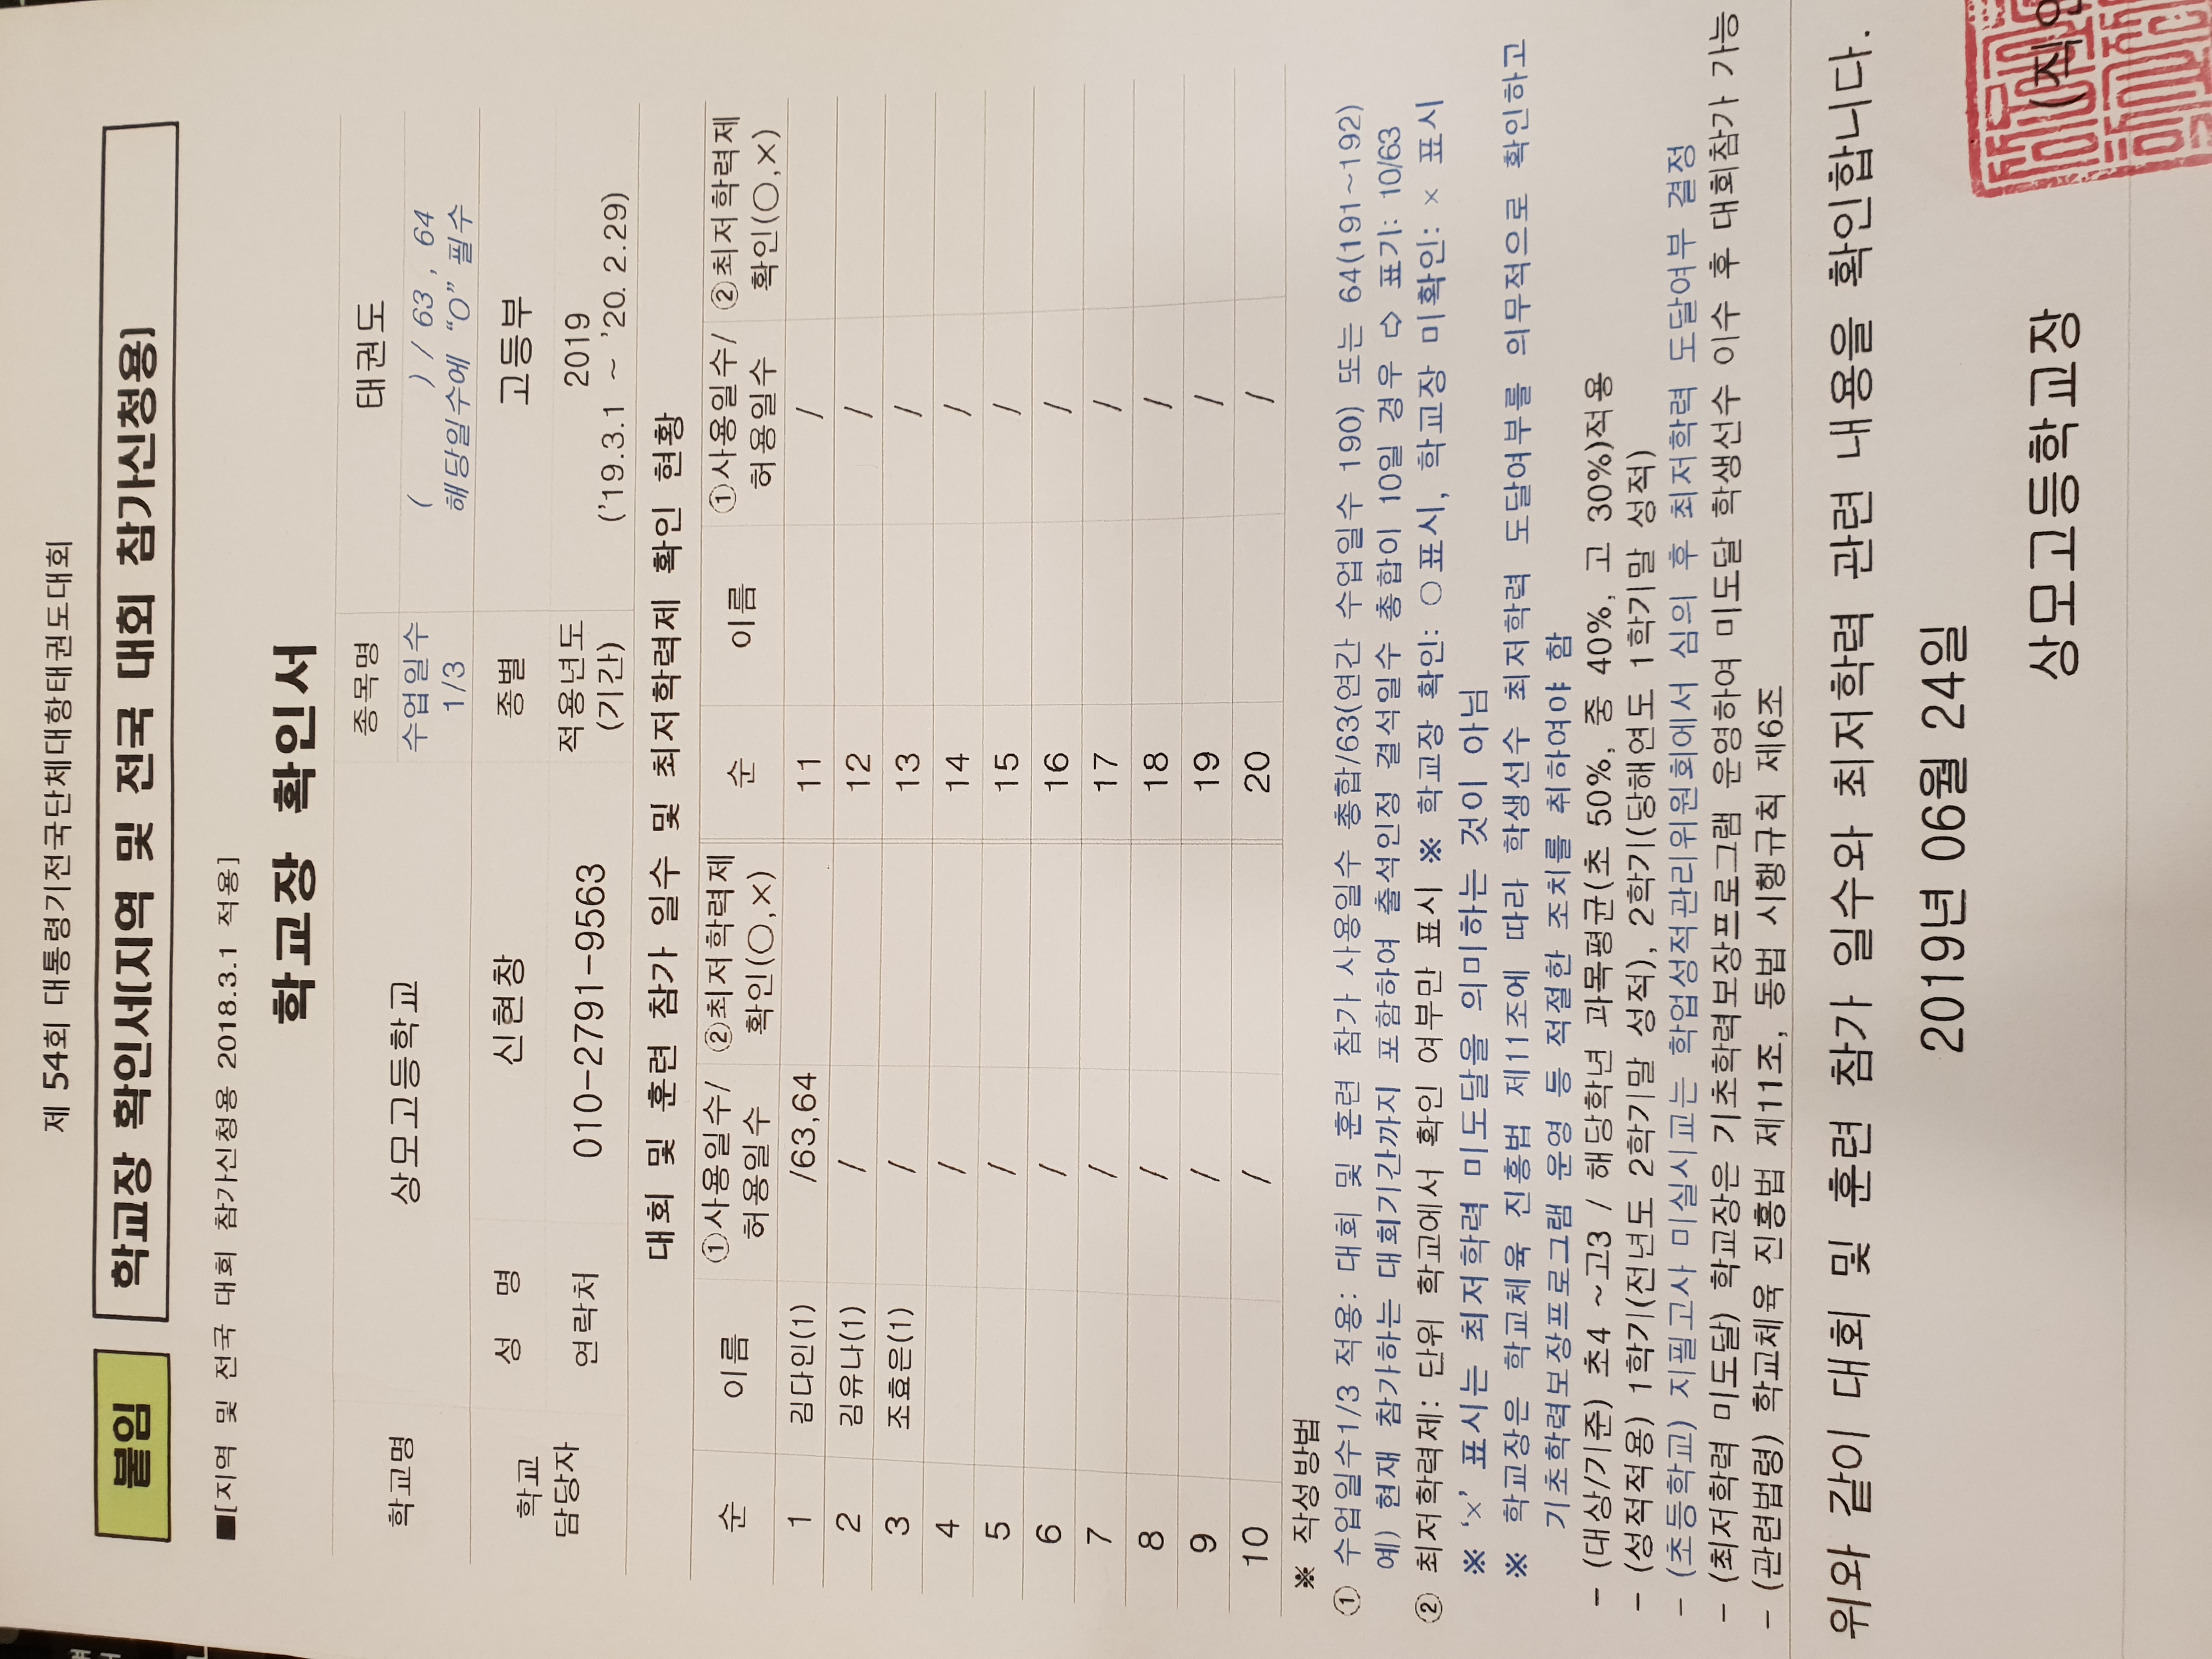 제 54회 대통령기전국단체대항태권도대회
붙임 학교장 확인서(지역 및 전국 대회 참가신청용)
■[지역 및 전국 대회 참가신청용 2018.3.1 적용]
학교장 확인서
학교명 상모고등학교 종목명 태권도
수업일수 1/3 ( ) / 63 , 64
해당일수에 "O" 필수
학교 담당자 성 명 신현창 종별 고등부
연락처 010-2791-9563 적용년도 (기간) 2019
('19.3.1 ~ '20. 2.29)
대회 및 훈련 참가 일수 및 최저학력제 확인 현황
순 이름 ①사용일수/허용일수 ②최저학력제 확인(○,×) 순 이름 ①사용일수/허용일수 ②최저학력제 확인(○,×)
1 김다인(1) /63,64 11 /
2 김유나(1) / 12 /
3 조효은(1) / 13 /
4 / 14 /
5 / 15 /
6 / 16 /
7 / 17 /
8 / 18 /
9 / 19 /
10 / 20 /
※ 작성방법
① 수업일수1/3 적용: 대회 및 훈련 참가 사용일수 총합/63(연간 수업일수 190) 또는 64(191~192)
예) 현재 참가하는 대회기간까지 포함하여 출석인정 결석일수 총합이 10일 경우 ⇨ 표기: 10/63
② 최저학력제: 단위 학교에서 확인 여부만 표시 ※ 학교장 확인: ○표시, 학교장 미확인: × 표시
※ '×' 표시는 최저학력 미도달을 의미하는 것이 아님
※ 학교장은 학교체육 진흥법 제11조에 따라 학생선수 최저학력 도달여부를 의무적으로 확인하고
기초학력보장프로그램 운영 등 적절한 조치를 취하여야 함
- (대상/기준) 초4 ~고3 / 해당학년 과목평균(초 50%, 중 40%, 고 30%)적용
- (성적적용) 1학기(전년도 2학기말 성적), 2학기(당해연도 1학기말 성적)
- (초등학교) 지필고사 미실시교는 학업성적관리위원회에서 심의 후 최저학력 도달여부 결정
- (최저학력 미도달) 학교장은 기초학력보장프로그램 운영하여 미도달 학생선수 이수 후 대회참가 가능
- (관련법령) 학교체육 진흥법 제11조, 동법 시행규칙 제6조
위와 같이 대회 및 훈련 참가 일수와 최저학력 관련 내용을 확인합니다.
2019년 06월 24일
상모고등학교장 (직인